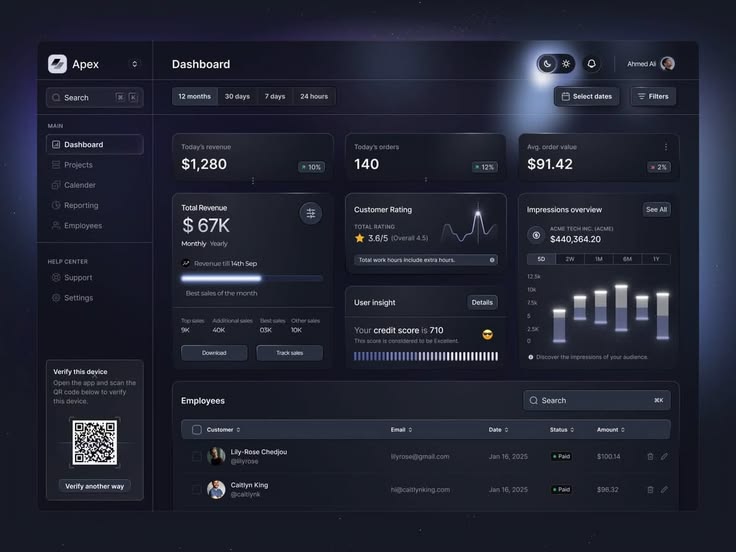 Apex
Dashboard
Ahmed Ali
Search
⌘ K
12 months
30 days
7 days
24 hours
Select dates
Filters
MAIN
Dashboard
Projects
Calender
Reporting
Employees
HELP CENTER
Support
Settings
Verify this device
Open the app and scan the
QR code below to verify
this device.
Verify another way
Today's revenue
$1,280
10%
Today's orders
140
12%
Avg. order value
$91.42
2%
Total Revenue
$ 67K
Monthly Yearly
Revenue till 14th Sep
Best sales of the month
Top sales
9K
Additional sales
40K
Best sales
03K
Other sales
10K
Download
Track sales
Customer Rating
TOTAL RATING
3.6/5 (Overall 4.5)
Total work hours include extra hours.
User insight
Details
Your credit score is 710
This score is considered to be Excellent.
Impressions overview
See All
ACME TECH INC. (ACME)
$440,364.20
5D
2W
1M
6M
1Y
12.5k
10k
7.5k
5k
2.5K
0
Discover the impressions of your audience.
Employees
Search
⌘K
Customer
Email
Date
Status
Amount
Lily-Rose Chedjou
@lilyrose
lilyrose@gmail.com
Jan 16, 2025
Paid
$100.14
Caitlyn King
@caitlynk
hi@caitlynking.com
Jan 16, 2025
Paid
$96.32